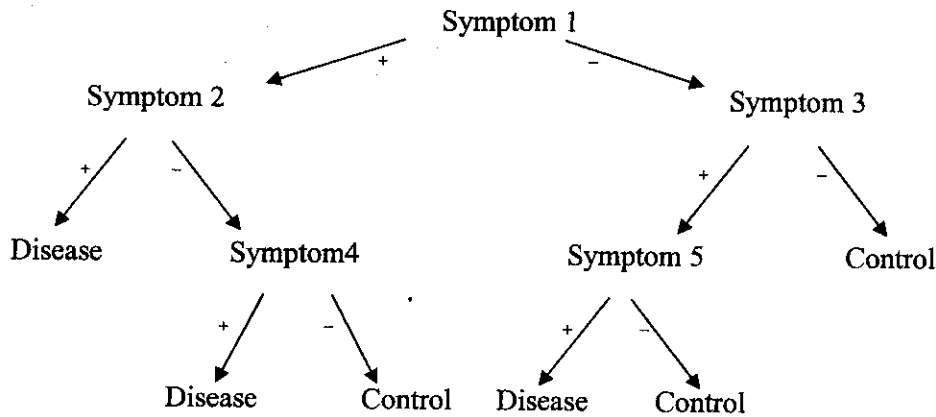 Symptom 1
+ −
Symptom 2 Symptom 3
+ − + −
Disease Symptom4 Symptom 5 Control
+ − + −
Disease Control Disease Control